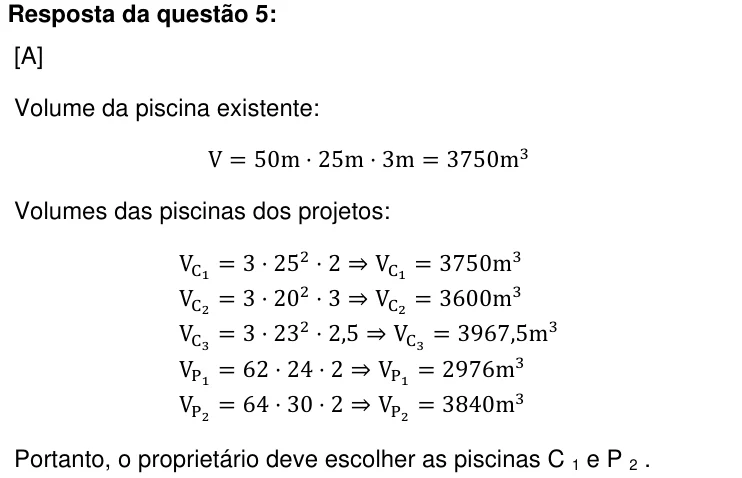 Resposta da questão 5:
[A]
Volume da piscina existente:
V = 50m · 25m · 3m = 3750m³
Volumes das piscinas dos projetos:
V_C₁ = 3 · 25² · 2 ⇒ V_C₁ = 3750m³
V_C₂ = 3 · 20² · 3 ⇒ V_C₂ = 3600m³
V_C₃ = 3 · 23² · 2,5 ⇒ V_C₃ = 3967,5m³
V_P₁ = 62 · 24 · 2 ⇒ V_P₁ = 2976m³
V_P₂ = 64 · 30 · 2 ⇒ V_P₂ = 3840m³
Portanto, o proprietário deve escolher as piscinas C ₁ e P ₂ .